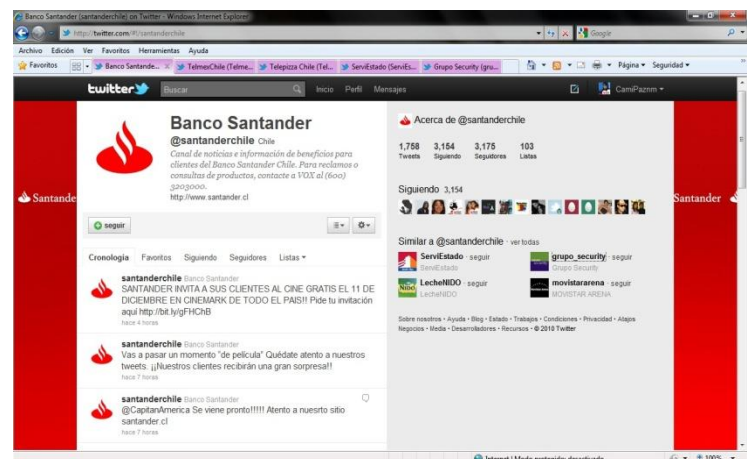 Banco Santander (santanderchile) on Twitter - Windows Internet Explorer
http://twitter.com/#!/santanderchile
Google
Archivo Edición Ver Favoritos Herramientas Ayuda
Favoritos
Banco Santande...
TelmexChile (Telme...
Telepizza Chile (Tel...
ServiEstado (ServiEs...
Grupo Security (gru...
Página
Seguridad
twitter
Buscar
Inicio Perfil Mensajes
CamiPaznm
Banco Santander
@santanderchile Chile
Canal de noticias e información de beneficios para
clientes del Banco Santander Chile. Para reclamos o
consultas de productos, contacte a VOX al (600)
3203000.
http://www.santander.cl
seguir
Cronología Favoritos Siguiendo Seguidores Listas
santanderchile Banco Santander
SANTANDER INVITA A SUS CLIENTES AL CINE GRATIS EL 11 DE
DICIEMBRE EN CINEMARK DE TODO EL PAIS!! Pide tu invitación
aquí http://bit.ly/gFHChB
hace 4 horas
santanderchile Banco Santander
Vas a pasar un momento "de película" Quédate atento a nuestros
tweets. ¡¡Nuestros clientes recibirán una gran sorpresa!!
hace 7 horas
santanderchile Banco Santander
@CapitanAmerica Se viene pronto!!!!! Atento a nuesrto sitio
santander.cl
hace 7 horas
Acerca de @santanderchile
1,758 3,154 3,175 103
Tweets Siguiendo Seguidores Listas
Siguiendo 3,154
Similar a @santanderchile · ver todas
ServiEstado · seguir
ServiEstado
grupo_security · seguir
Grupo Security
LecheNIDO · seguir
LecheNIDO
movistararena · seguir
MOVISTAR ARENA
Sobre nosotros · Ayuda · Blog · Estado · Trabajos · Condiciones · Privacidad · Atajos
Negocios · Media · Desarrolladores · Recursos · © 2010 Twitter
Santande
Santander
Internet | Modo protegido: desactivado
100%